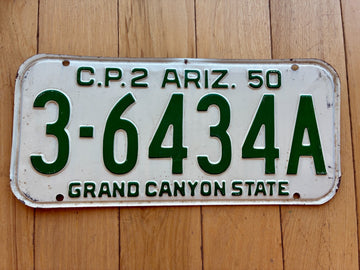 C.P.2 ARIZ. 50
3-6434A
GRAND CANYON STATE